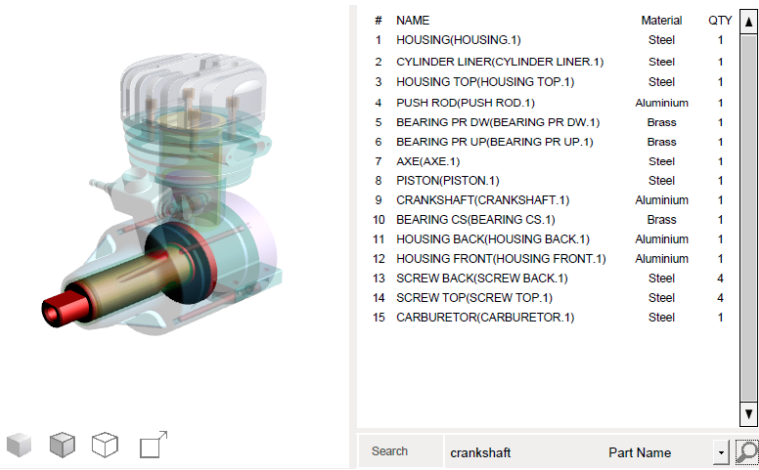 # NAME Material QTY
1 HOUSING(HOUSING.1) Steel 1
2 CYLINDER LINER(CYLINDER LINER.1) Steel 1
3 HOUSING TOP(HOUSING TOP.1) Steel 1
4 PUSH ROD(PUSH ROD.1) Aluminium 1
5 BEARING PR DW(BEARING PR DW.1) Brass 1
6 BEARING PR UP(BEARING PR UP.1) Brass 1
7 AXE(AXE.1) Steel 1
8 PISTON(PISTON.1) Steel 1
9 CRANKSHAFT(CRANKSHAFT.1) Aluminium 1
10 BEARING CS(BEARING CS.1) Brass 1
11 HOUSING BACK(HOUSING BACK.1) Aluminium 1
12 HOUSING FRONT(HOUSING FRONT.1) Aluminium 1
13 SCREW BACK(SCREW BACK.1) Steel 4
14 SCREW TOP(SCREW TOP.1) Steel 4
15 CARBURETOR(CARBURETOR.1) Steel 1
Search crankshaft Part Name